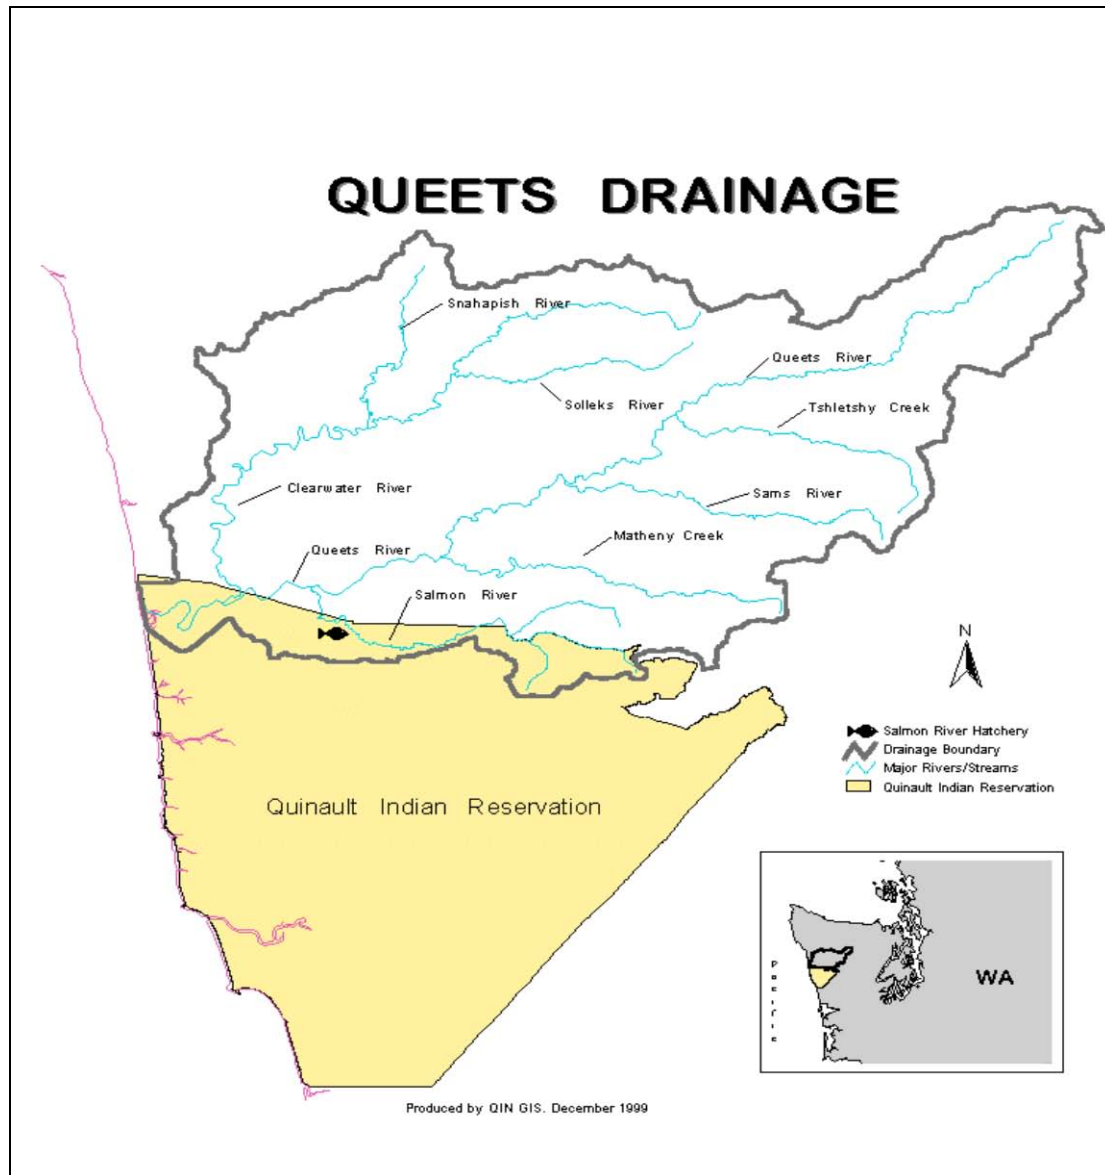 QUEETS DRAINAGE
Snahapish River
Queets River
Solleks River
Tshletshy Creek
Clearwater River
Sams River
Matheny Creek
Queets River
Salmon River
N
Salmon River Hatchery
Drainage Boundary
Major Rivers/Streams
Quinault Indian Reservation
Quinault Indian Reservation
Pacific
WA
Produced by QIN GIS. December 1999